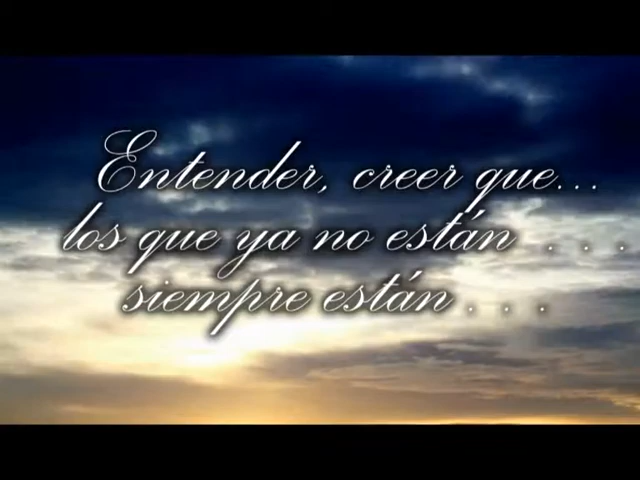 Entender, creer que...
los que ya no están . . .
siempre están . . .